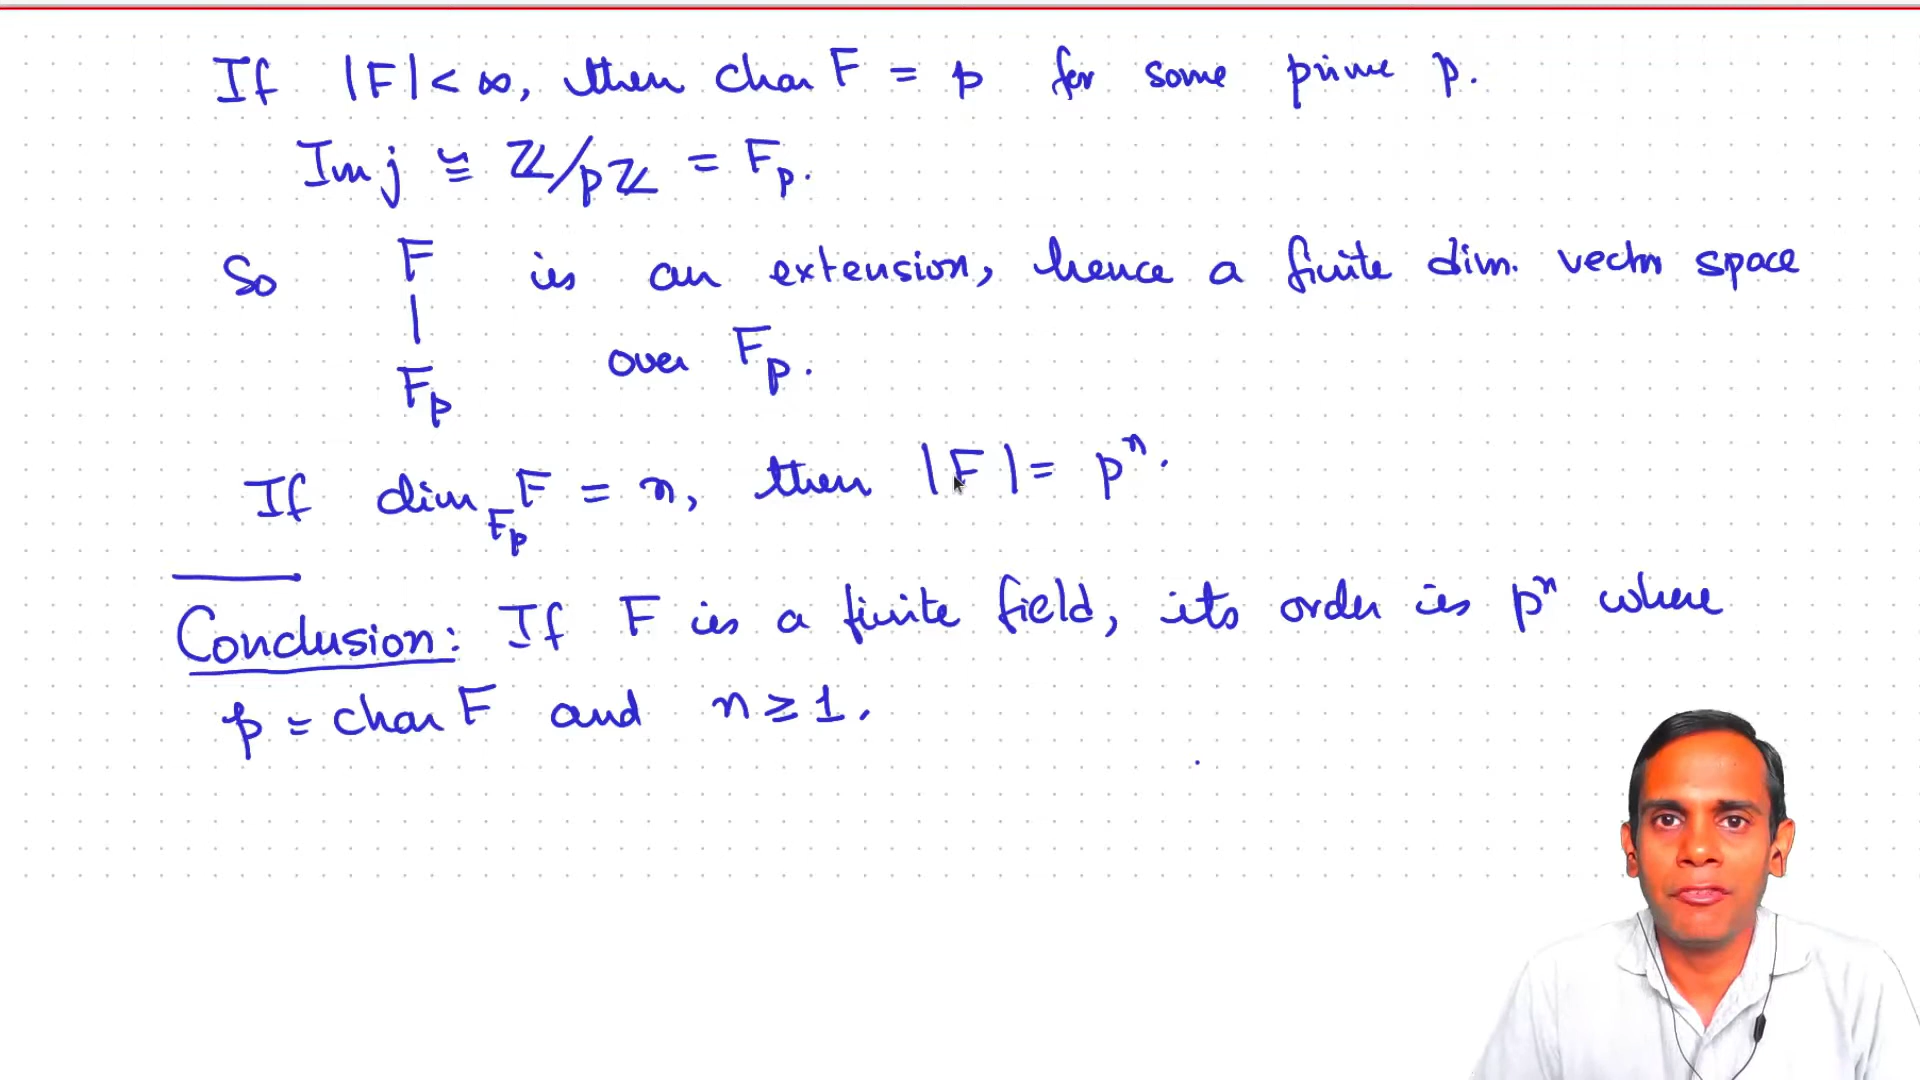 If |F| < ∞, then char F = p for some prime p.
Im j ≅ ℤ/pℤ = F_p.
So F | F_p is an extension, hence a finite dim. vector space
over F_p.
If dim_{F_p} F = n, then |F| = p^n.
Conclusion: If F is a finite field, its order is p^n where
p = char F and n ≥ 1.